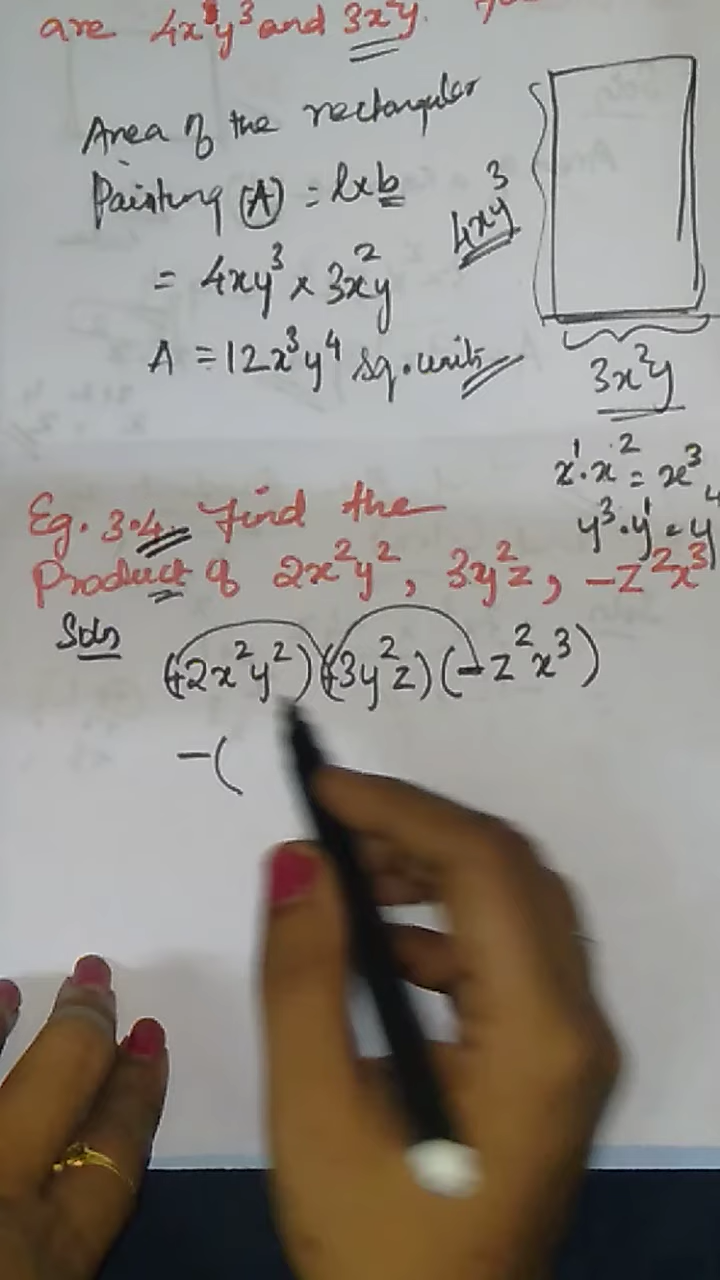 are 4xy³ and 3x²y.
Area of the rectangular
Painting (A) = l x b
= 4xy³ × 3x²y
A = 12x³y⁴ sq. units
4xy³
3x²y
x¹·x² = x³
y³·y¹ = y⁴
Eg. 3.4 Find the
Product of 2x²y², 3y²z, -z²x³
Soln
(+2x²y²)(+3y²z)(-z²x³)
-(